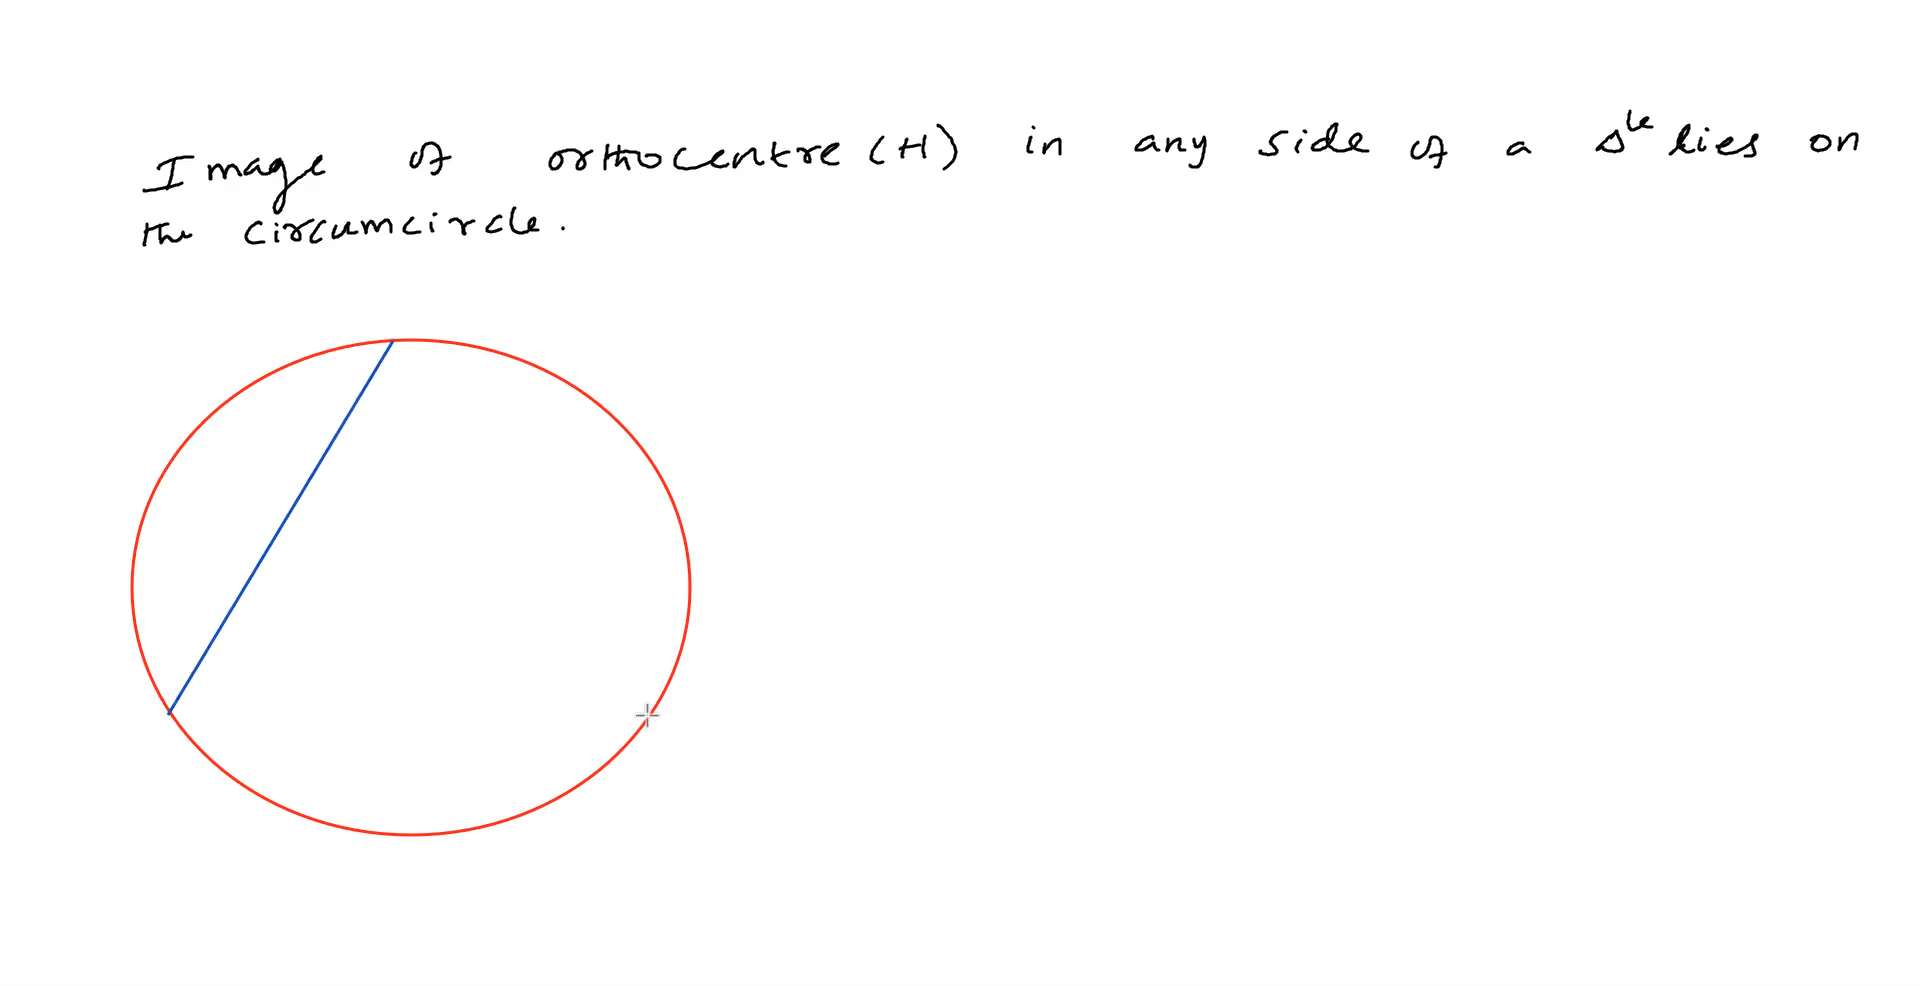 Image of orthocentre (H) in any side of a Δle lies on
the circumcircle.